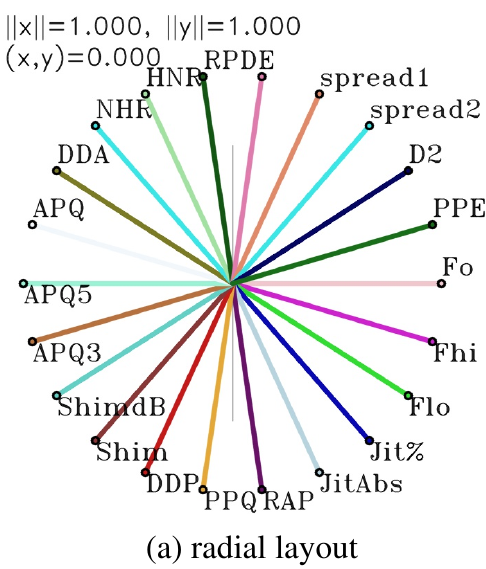 ||x||=1.000, ||y||=1.000
(x,y)=0.000
HNR RPDE
NHR spread1
spread2
DDA D2
APQ PPE
APQ5 Fo
APQ3 Fhi
ShimdB Flo
Shim Jit%
DDP PPQ RAP JitAbs
(a) radial layout